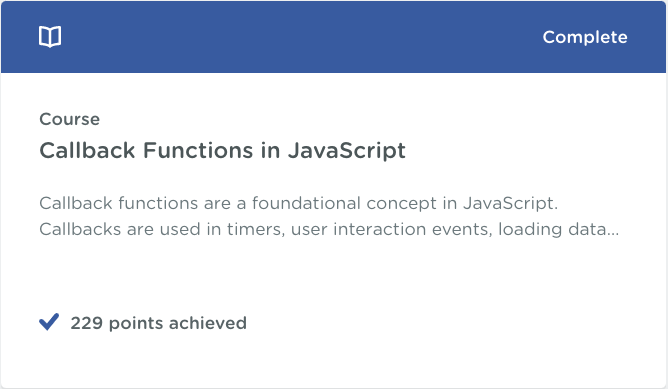 Complete
Course
Callback Functions in JavaScript
Callback functions are a foundational concept in JavaScript.
Callbacks are used in timers, user interaction events, loading data...
229 points achieved